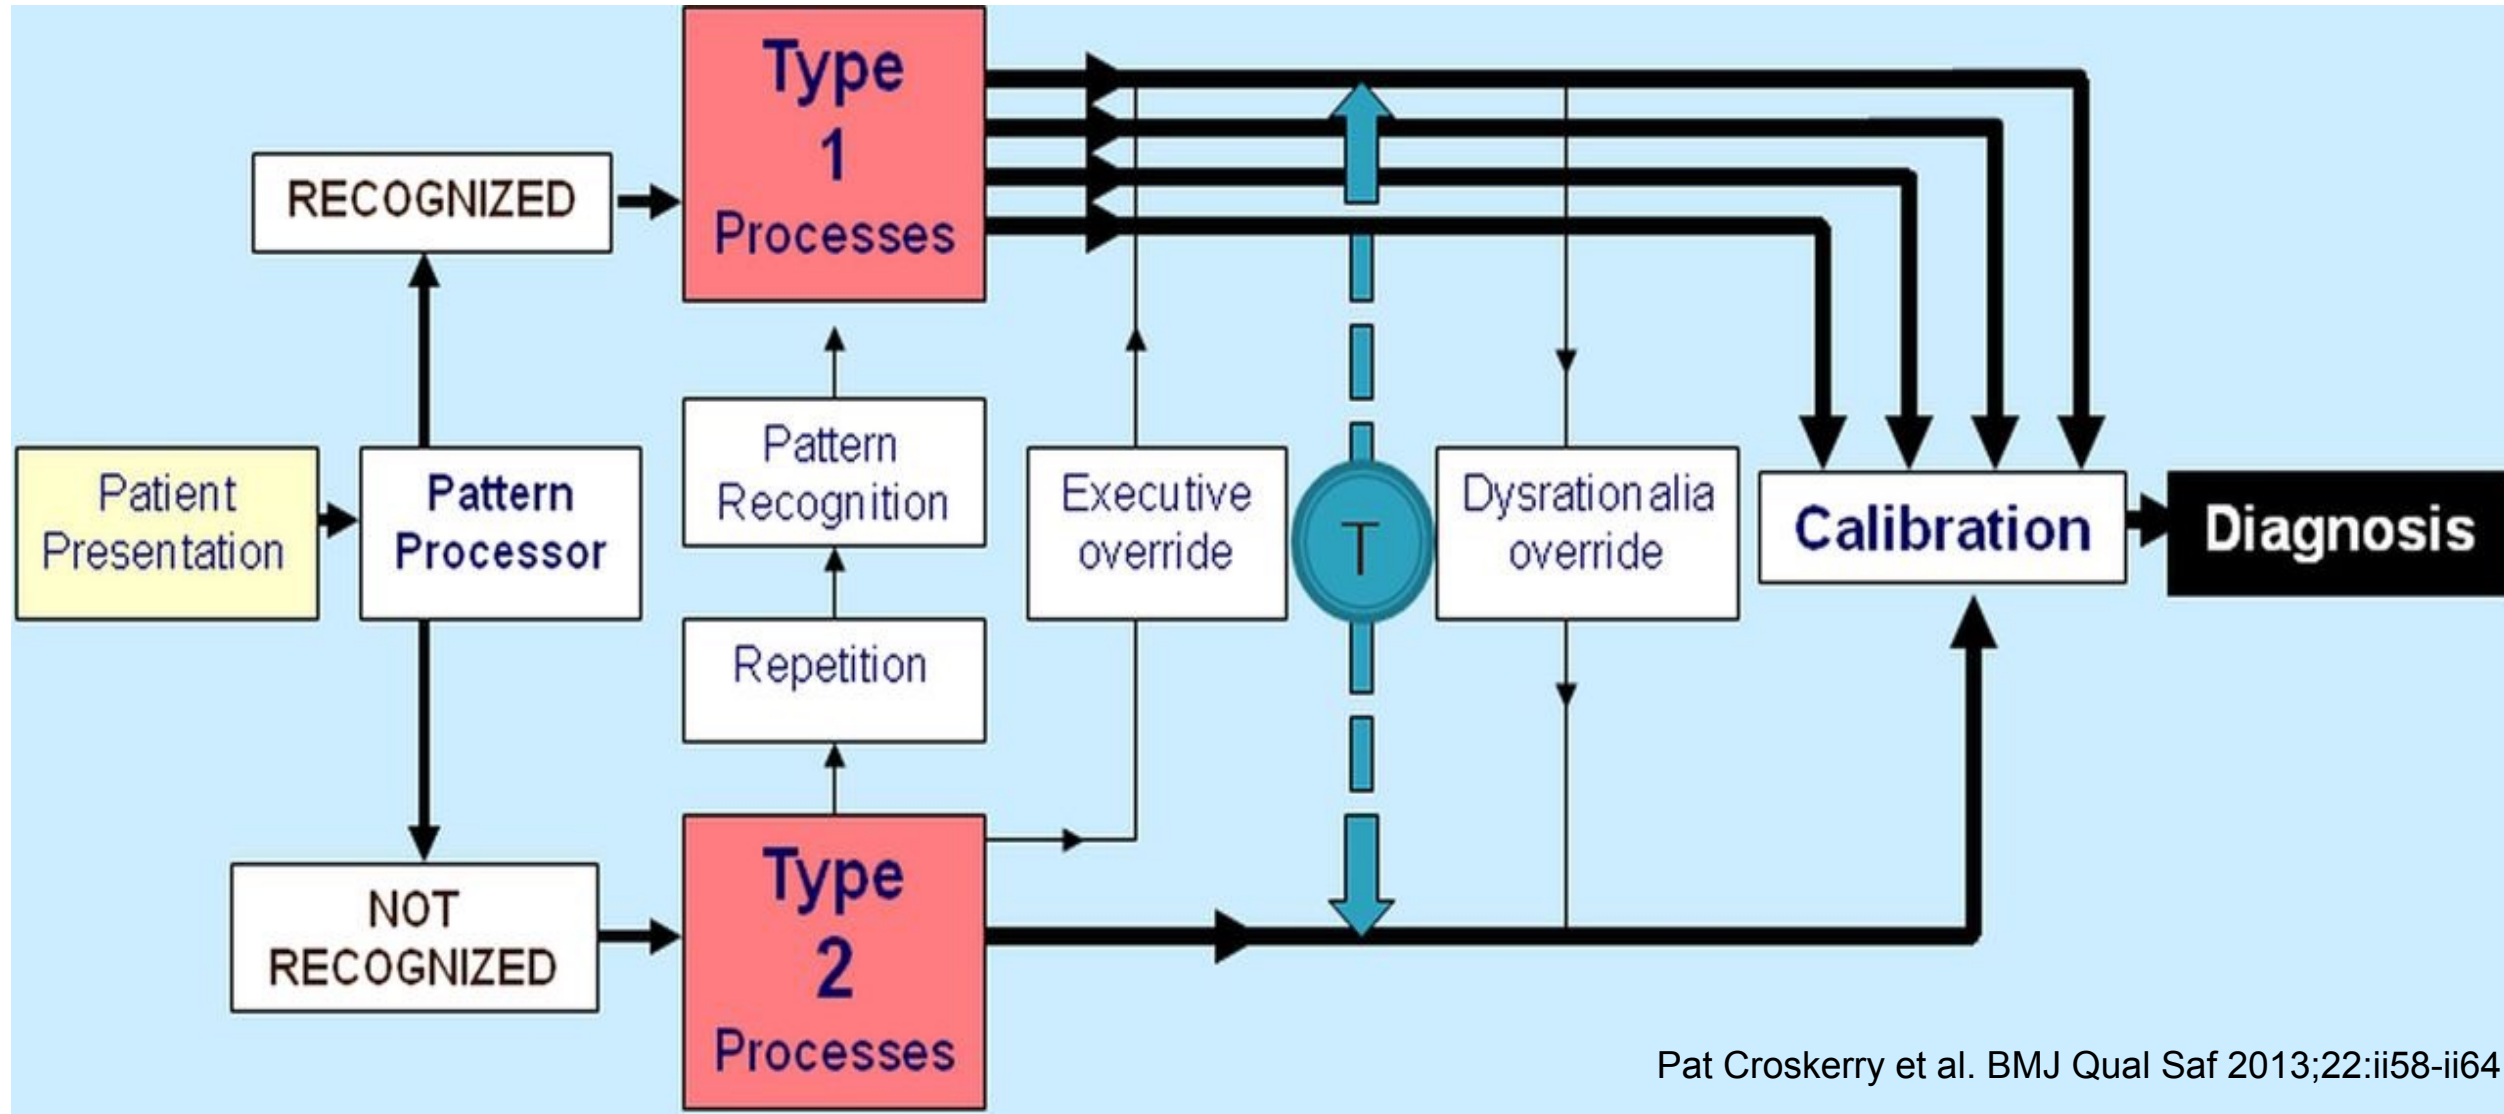 Type
1
Processes
RECOGNIZED
Patient
Presentation
Pattern
Processor
Pattern
Recognition
Executive
override
T
Dysrationalia
override
Calibration
Diagnosis
Repetition
NOT
RECOGNIZED
Type
2
Processes
Pat Croskerry et al. BMJ Qual Saf 2013;22:ii58-ii64